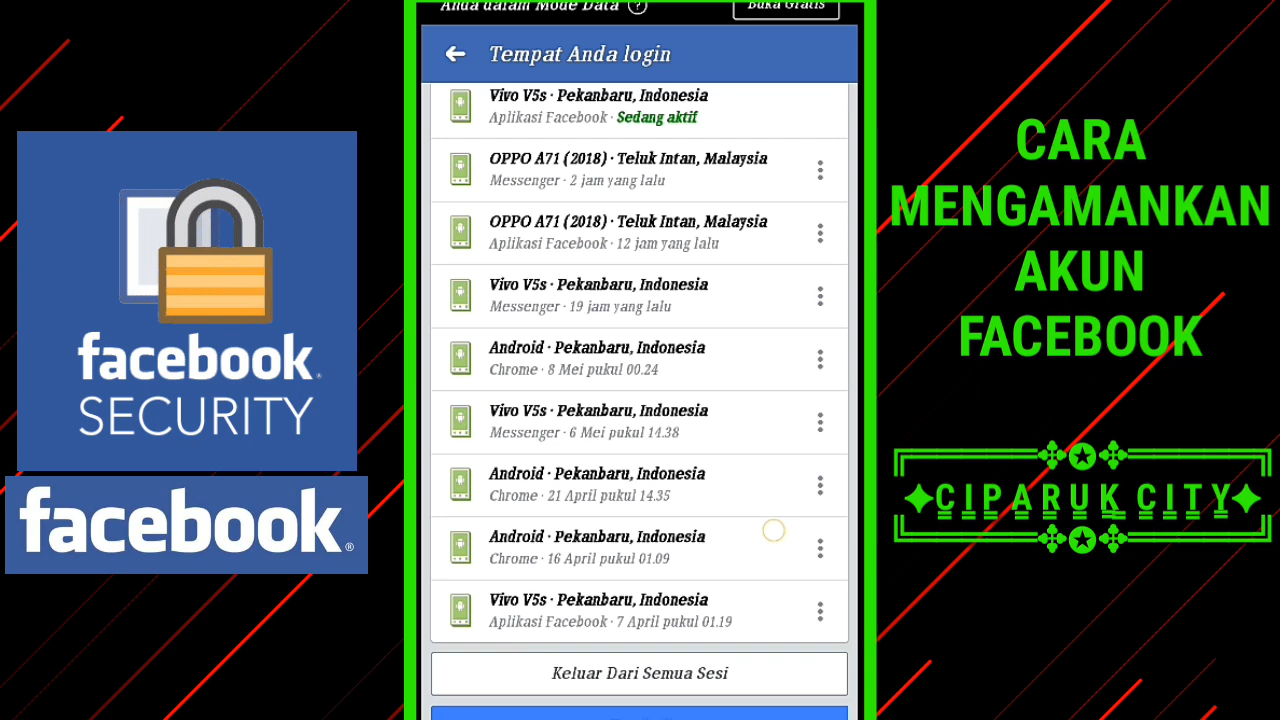 Anda dalam Mode Data ?
Buka Gratis
Tempat Anda login
Vivo V5s · Pekanbaru, Indonesia
Aplikasi Facebook · Sedang aktif
OPPO A71 (2018) · Teluk Intan, Malaysia
Messenger · 2 jam yang lalu
OPPO A71 (2018) · Teluk Intan, Malaysia
Aplikasi Facebook · 12 jam yang lalu
Vivo V5s · Pekanbaru, Indonesia
Messenger · 19 jam yang lalu
Android · Pekanbaru, Indonesia
Chrome · 8 Mei pukul 00.24
Vivo V5s · Pekanbaru, Indonesia
Messenger · 6 Mei pukul 14.38
Android · Pekanbaru, Indonesia
Chrome · 21 April pukul 14.35
Android · Pekanbaru, Indonesia
Chrome · 16 April pukul 01.09
Vivo V5s · Pekanbaru, Indonesia
Aplikasi Facebook · 7 April pukul 01.19
Keluar Dari Semua Sesi
facebook®
SECURITY
facebook®
CARA
MENGAMANKAN
AKUN
FACEBOOK
CIPARUK CITY